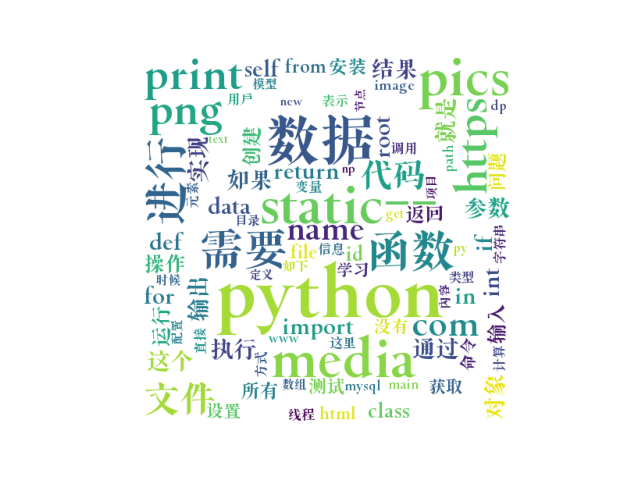 print
self
from
安装
结果
pics
模型
image
png
用戶
new
表示
节点
https
dp
text
数据
root
就是
创建
调用
path
问题
进行
实现
元素
如果
return
np
代码
项目
变量
static
一
data
目录
name
get
返回
参数
def
需要
file
信息
id
函数
py
if
字符串
操作
定义
如下
学习
类型
int
时候
for
输出
python
内容
in
运行
配置
直接
import
没有
com
输入
www
这里
这个
执行
方式
media
通过
命令
计算
文件
设置
所有
数组
测试
mysql
main
获取
对象
线程
html
class